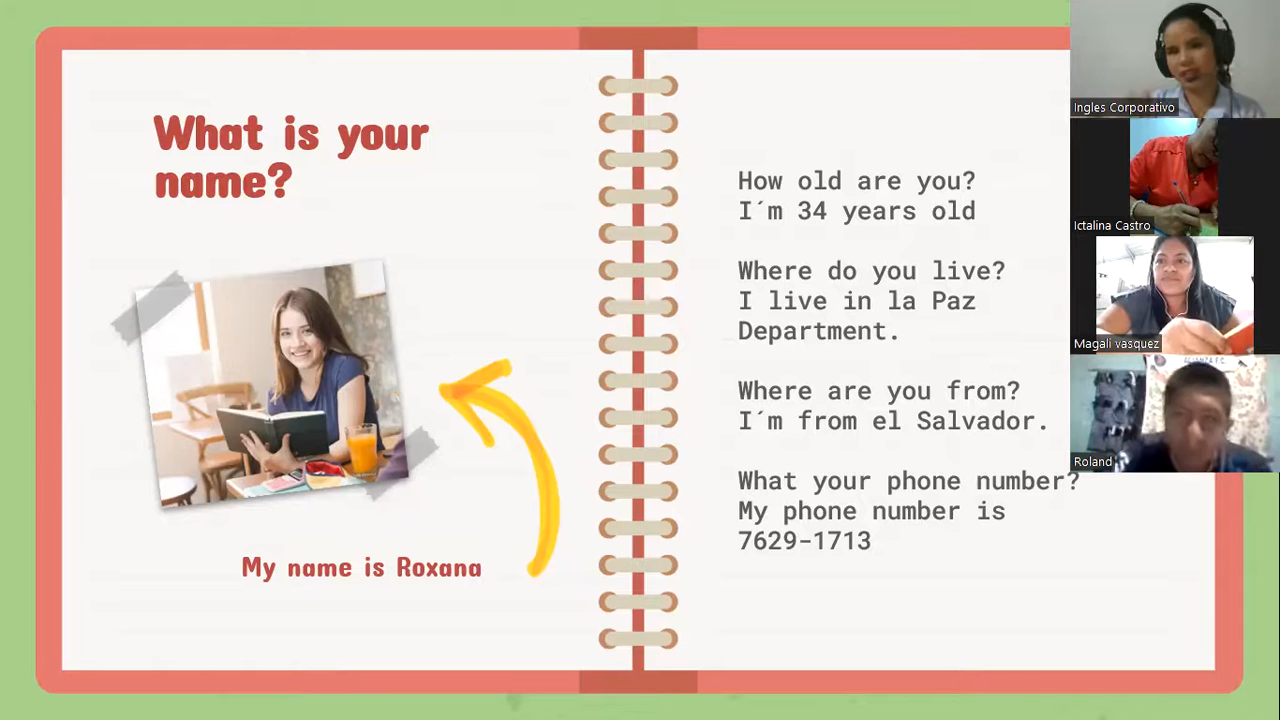 What is your
name?
My name is Roxana
How old are you?
I´m 34 years old
Where do you live?
I live in la Paz
Department.
Where are you from?
I´m from el Salvador.
What your phone number?
My phone number is
7629-1713
Ingles Corporativo
Ictalina Castro
Magali vasquez
ALIANZA F.C.
Roland